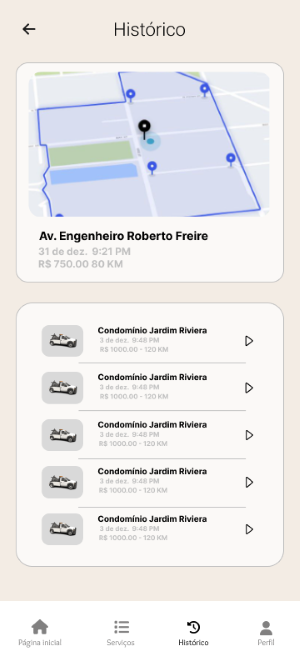 Histórico
Av. Engenheiro Roberto Freire
31 de dez. 9:21 PM
R$ 750.00 80 KM
Condomínio Jardim Riviera
3 de dez. 9:48 PM
R$ 1000.00 - 120 KM
Condomínio Jardim Riviera
3 de dez. 9:48 PM
R$ 1000.00 - 120 KM
Condomínio Jardim Riviera
3 de dez. 9:48 PM
R$ 1000.00 - 120 KM
Condomínio Jardim Riviera
3 de dez. 9:48 PM
R$ 1000.00 - 120 KM
Condomínio Jardim Riviera
3 de dez. 9:48 PM
R$ 1000.00 - 120 KM
Página inicial
Serviços
Histórico
Perfil